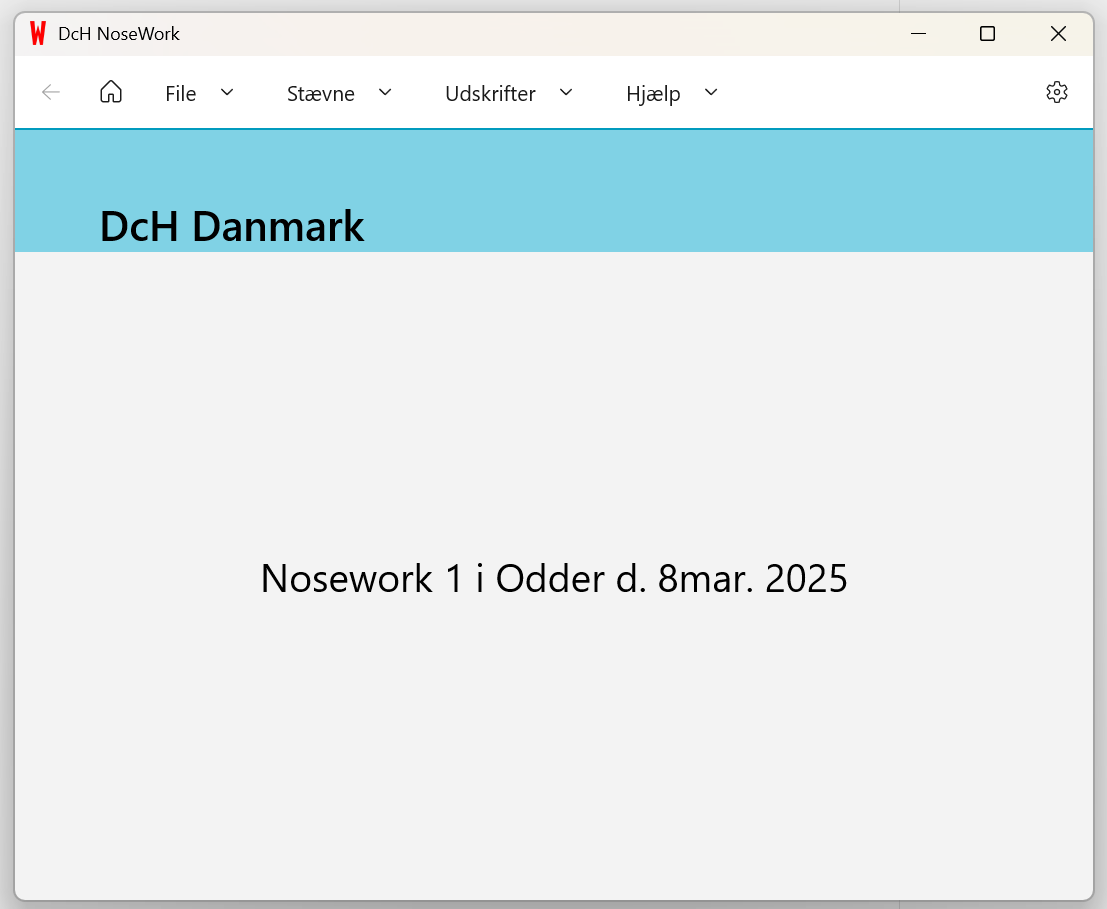 DcH NoseWork
File Stævne Udskrifter Hjælp
DcH Danmark
Nosework 1 i Odder d. 8mar. 2025